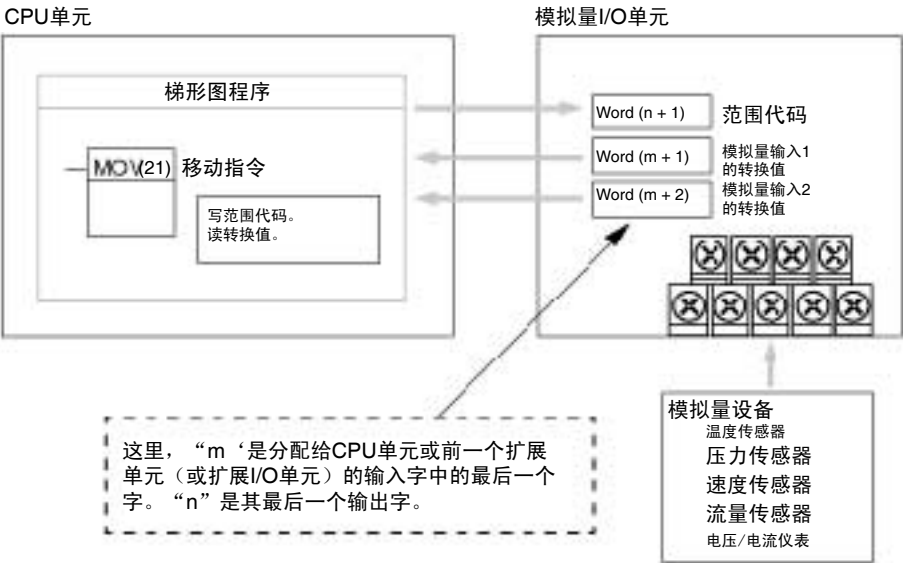 CPU单元
模拟量I/O单元
梯形图程序
MOV(21) 移动指令
写范围代码。
读转换值。
Word (n + 1) 范围代码
Word (m + 1) 模拟量输入1
的转换值
Word (m + 2) 模拟量输入2
的转换值
这里，“m‘是分配给CPU单元或前一个扩展
单元（或扩展I/O单元）的输入字中的最后一个
字。“n”是其最后一个输出字。
模拟量设备
温度传感器
压力传感器
速度传感器
流量传感器
电压/电流仪表